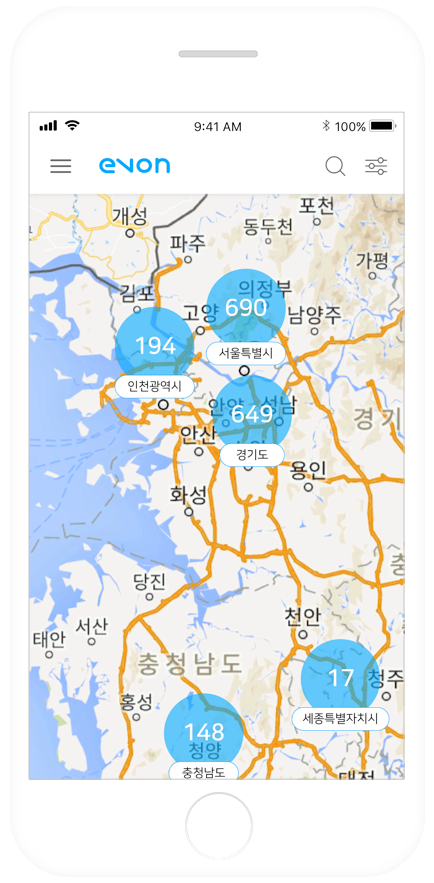 9:41 AM
100%
evon
개성
포천
동두천
파주
가평
김포
의정부
고양
690
남양주
194
서울특별시
인천광역시
안양
649
성남
경기
안산
경기도
용인
화성
충
당진
천안
서산
태안
충청남도
17
청주
홍성
세종특별자치시
148
청양
충청남도
대전